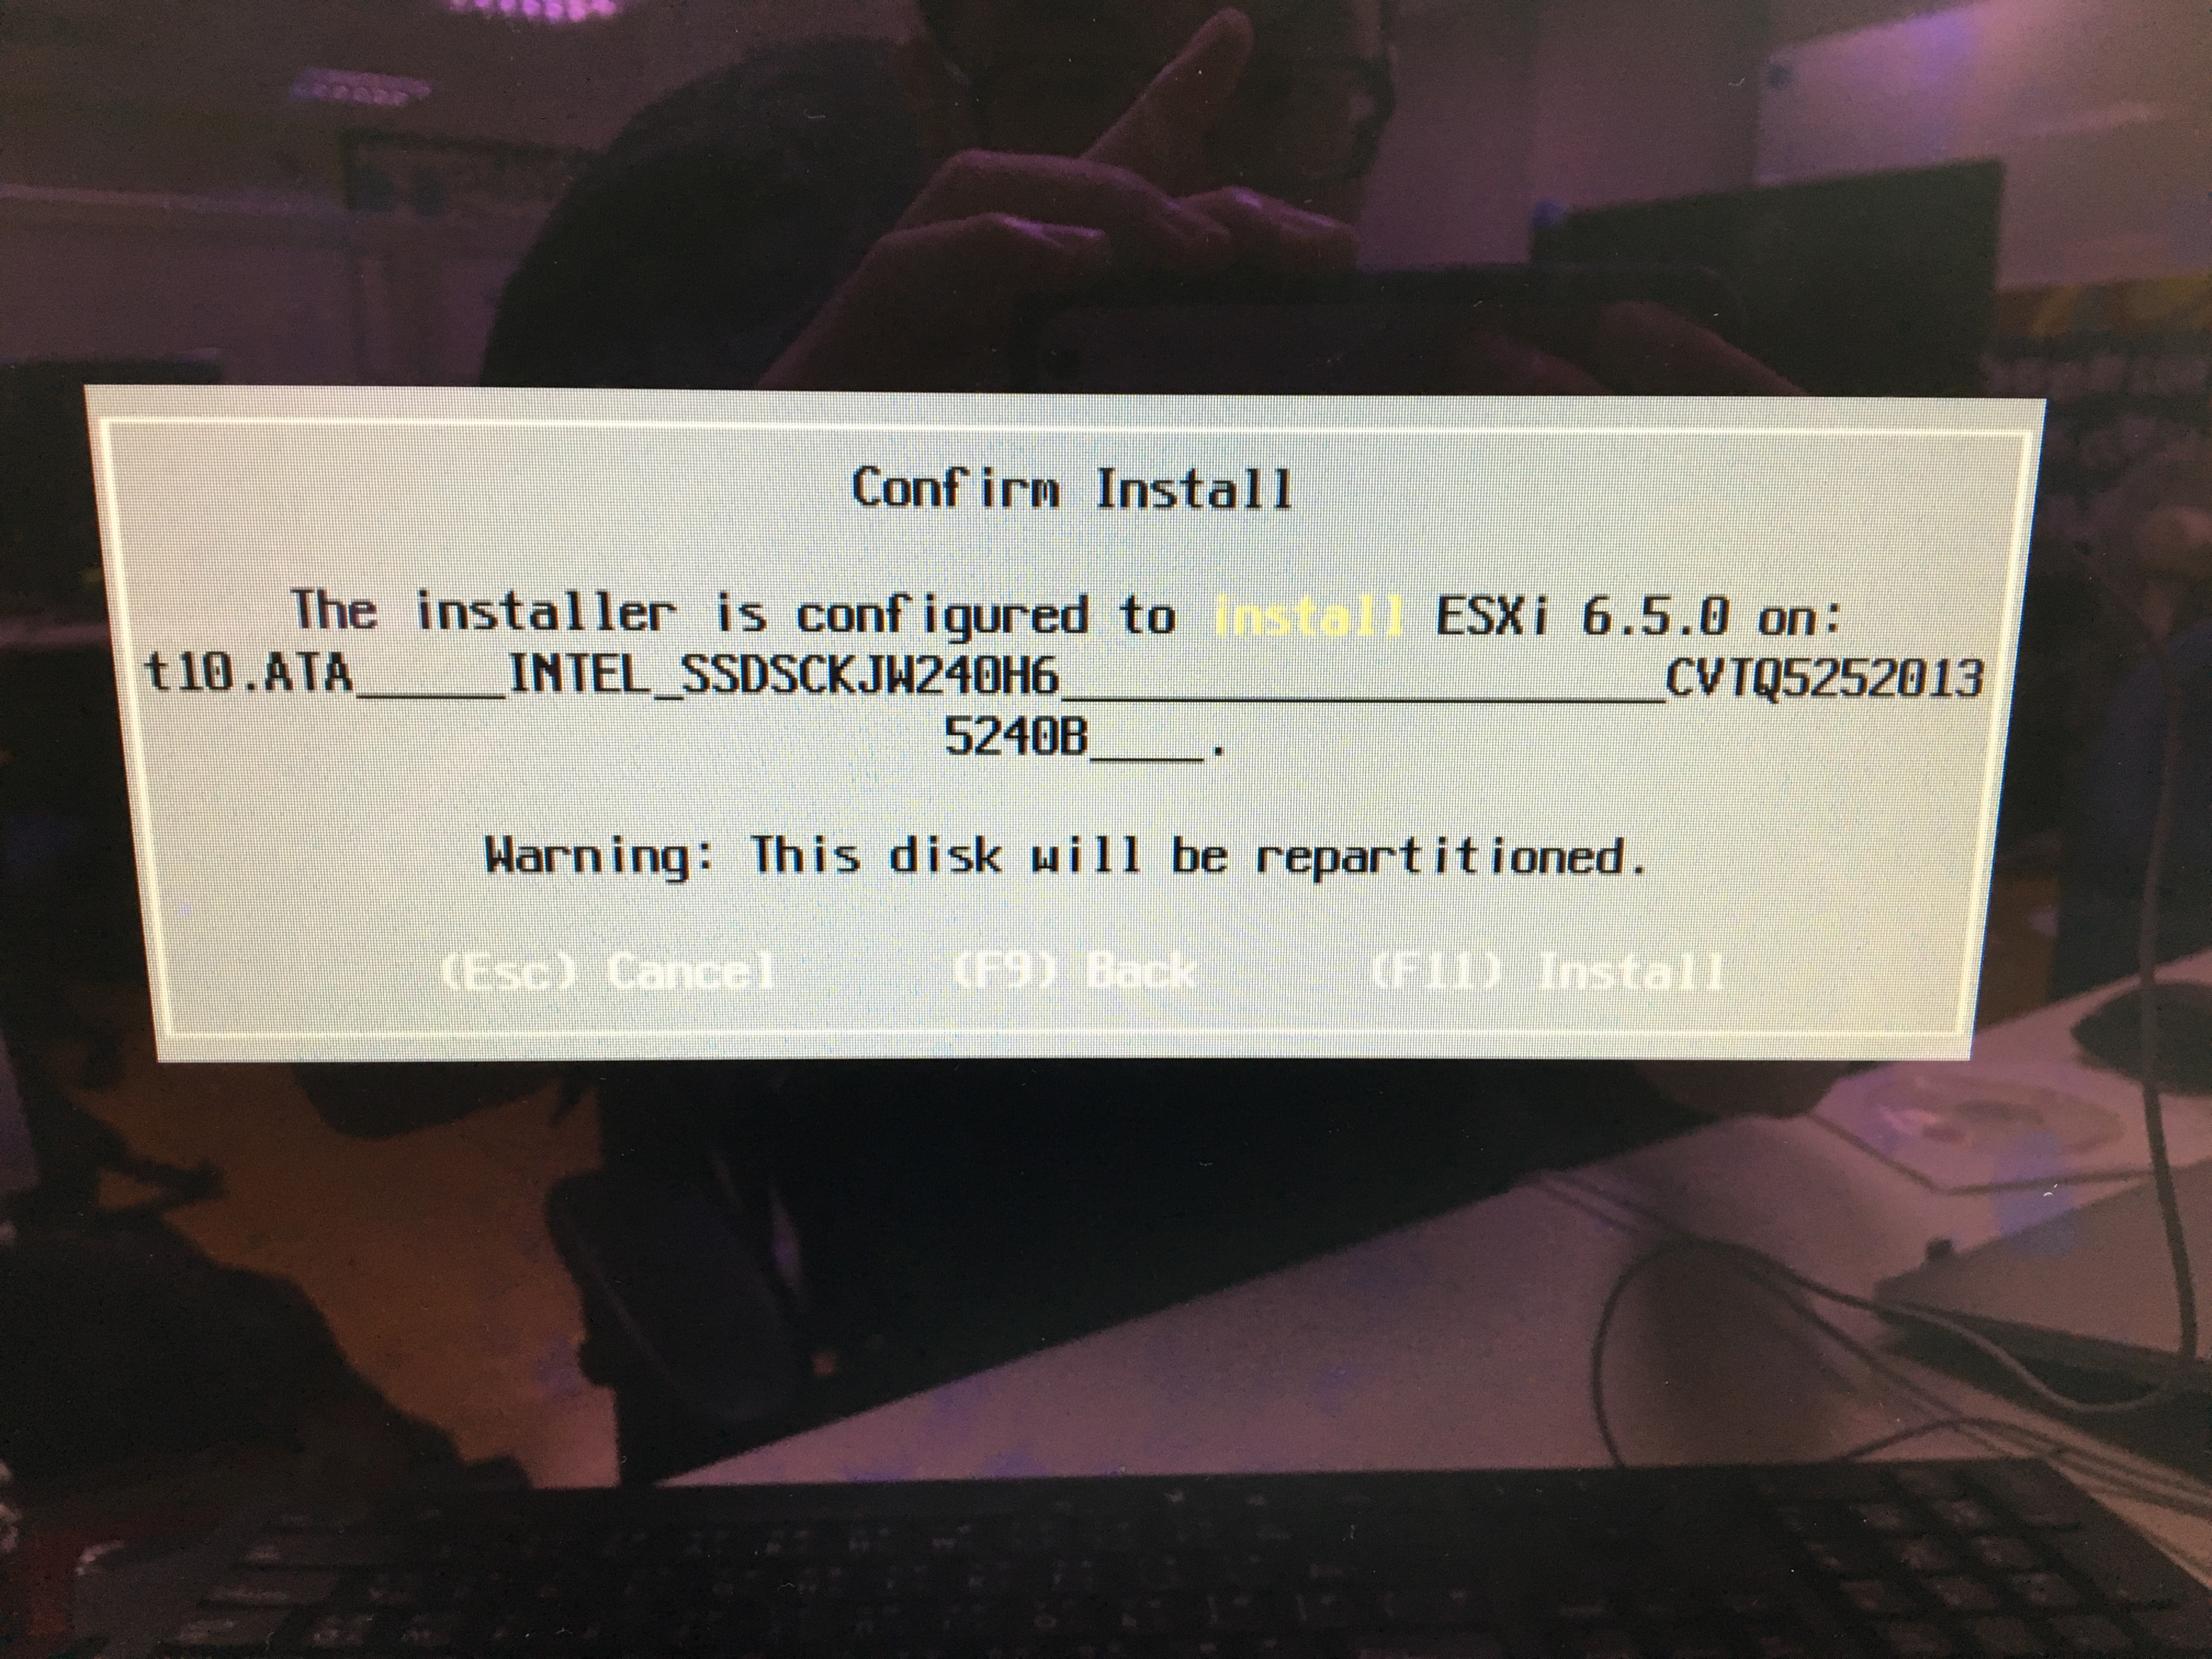 Confirm Install
The installer is configured to install ESXi 6.5.0 on:
t10.ATA_____INTEL_SSDSCKJW240H6_____________________CVTQ5252013
5240B____.
Warning: This disk will be repartitioned.
(Esc) Cancel (F9) Back (F11) Install